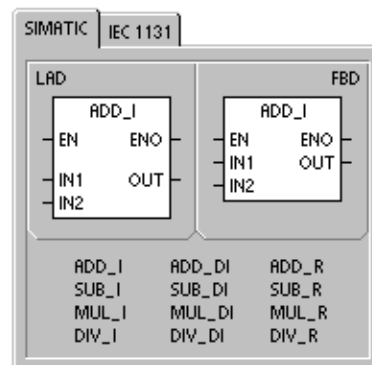 SIMATIC IEC 1131
LAD FBD
ADD_I ADD_I
EN ENO EN ENO
IN1 OUT IN1 OUT
IN2 IN2
ADD_I ADD_DI ADD_R
SUB_I SUB_DI SUB_R
MUL_I MUL_DI MUL_R
DIV_I DIV_DI DIV_R